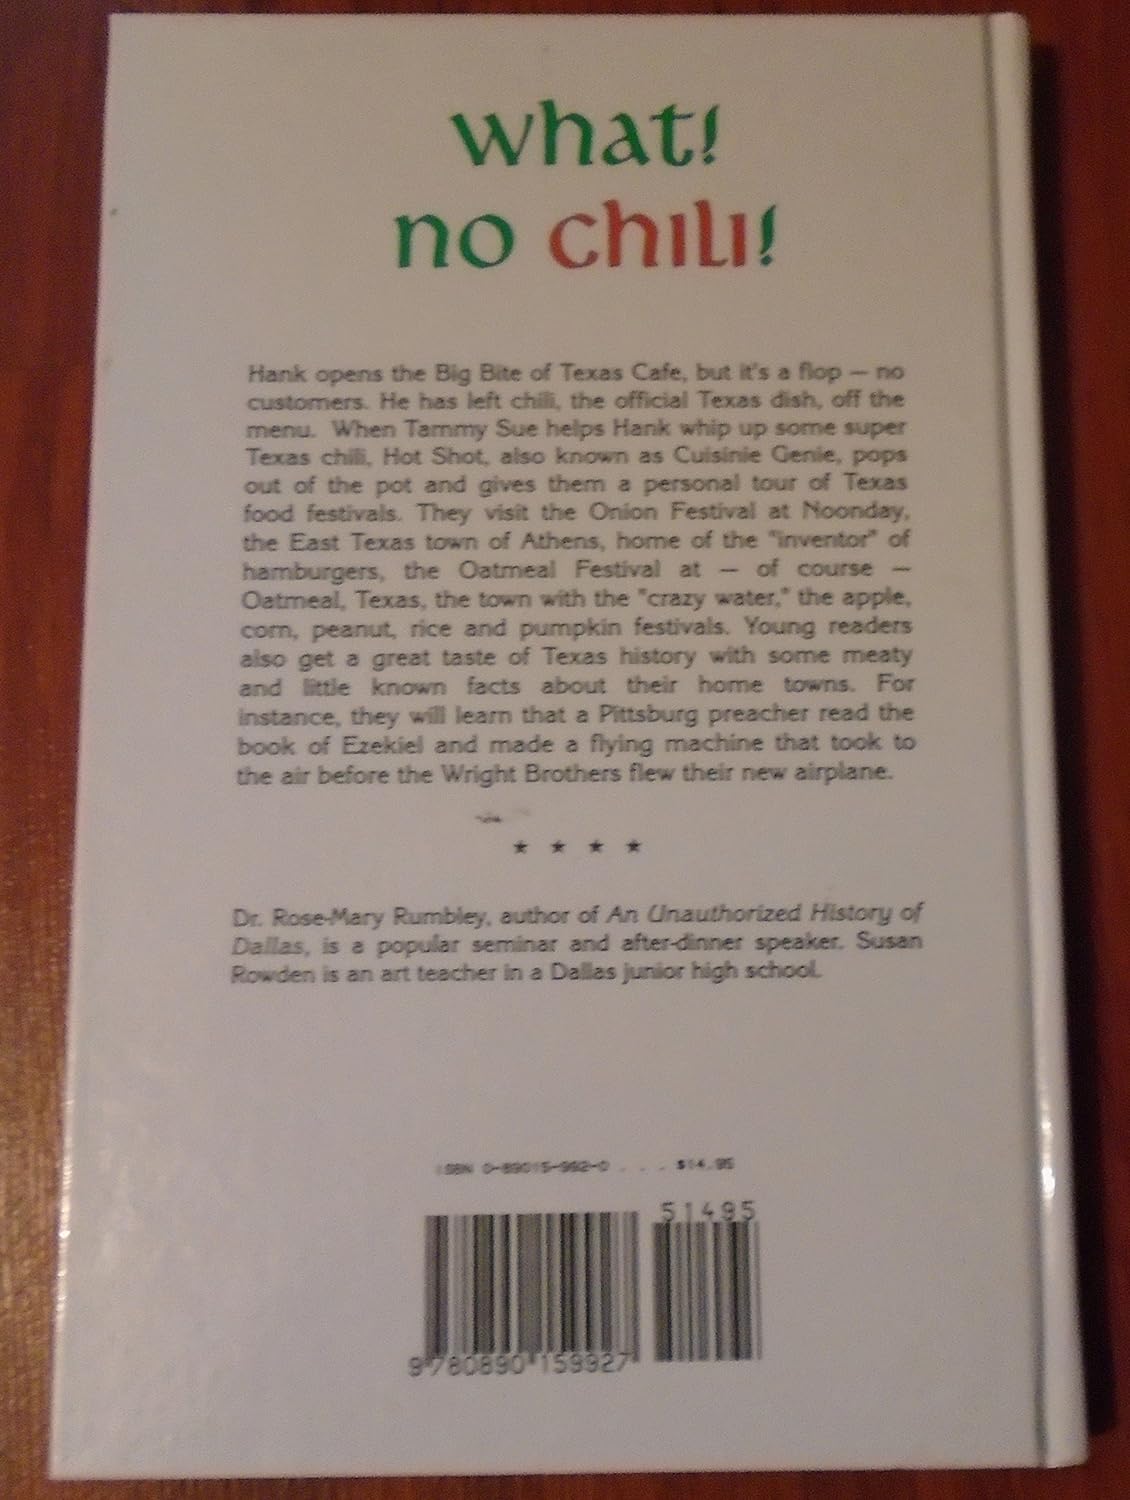 what!
no chili!
Hank opens the Big Bite of Texas Cafe, but it's a flop — no
customers. He has left chili, the official Texas dish, off the
menu. When Tammy Sue helps Hank whip up some super
Texas chili, Hot Shot, also known as Cuisinie Genie, pops
out of the pot and gives them a personal tour of Texas
food festivals. They visit the Onion Festival at Noonday,
the East Texas town of Athens, home of the "inventor" of
hamburgers, the Oatmeal Festival at — of course —
Oatmeal, Texas, the town with the "crazy water," the apple,
corn, peanut, rice and pumpkin festivals. Young readers
also get a great taste of Texas history with some meaty
and little known facts about their home towns. For
instance, they will learn that a Pittsburg preacher read the
book of Ezekiel and made a flying machine that took to
the air before the Wright Brothers flew their new airplane.
* * * *
Dr. Rose-Mary Rumbley, author of An Unauthorized History of
Dallas, is a popular seminar and after-dinner speaker. Susan
Rowden is an art teacher in a Dallas junior high school.
ISBN 0-89015-992-0 . . . $14.95
51495
9 780890 159927